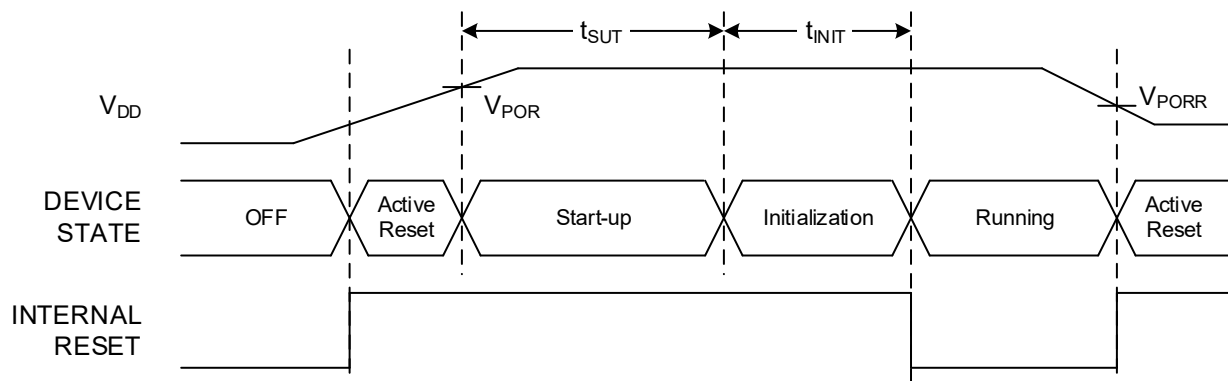 tSUT
tINIT
VDD
VPOR
VPORR
DEVICE
STATE
OFF
Active
Reset
Start-up
Initialization
Running
Active
Reset
INTERNAL
RESET